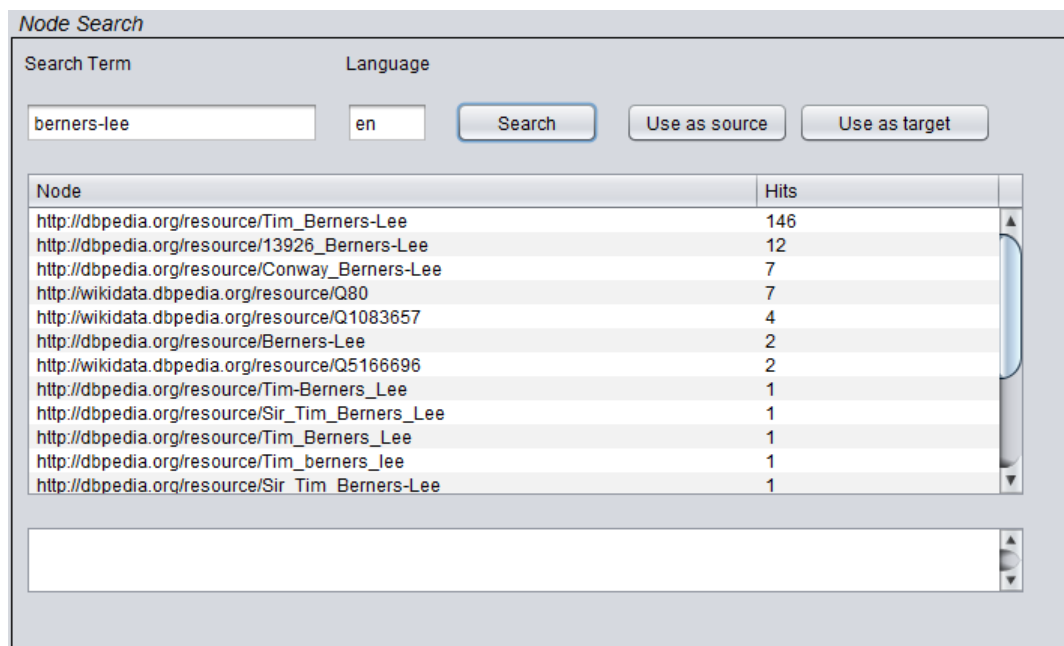 Node Search
Search Term Language
berners-lee en Search Use as source Use as target
Node Hits
http://dbpedia.org/resource/Tim_Berners-Lee 146
http://dbpedia.org/resource/13926_Berners-Lee 12
http://dbpedia.org/resource/Conway_Berners-Lee 7
http://wikidata.dbpedia.org/resource/Q80 7
http://wikidata.dbpedia.org/resource/Q1083657 4
http://dbpedia.org/resource/Berners-Lee 2
http://wikidata.dbpedia.org/resource/Q5166696 2
http://dbpedia.org/resource/Tim-Berners_Lee 1
http://dbpedia.org/resource/Sir_Tim_Berners_Lee 1
http://dbpedia.org/resource/Tim_Berners_Lee 1
http://dbpedia.org/resource/Tim_berners_lee 1
http://dbpedia.org/resource/Sir_Tim_Berners-Lee 1